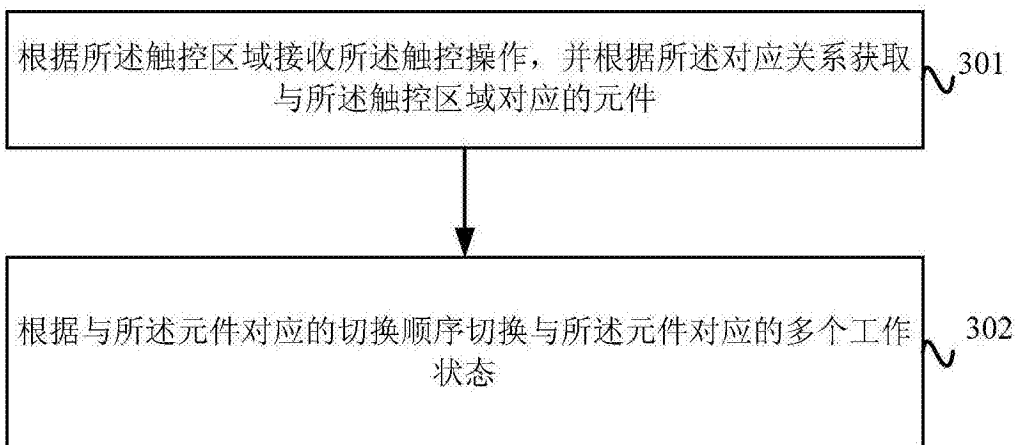 根据所述触控区域接收所述触控操作，并根据所述对应关系获取
与所述触控区域对应的元件
301
根据与所述元件对应的切换顺序切换与所述元件对应的多个工作
状态
302